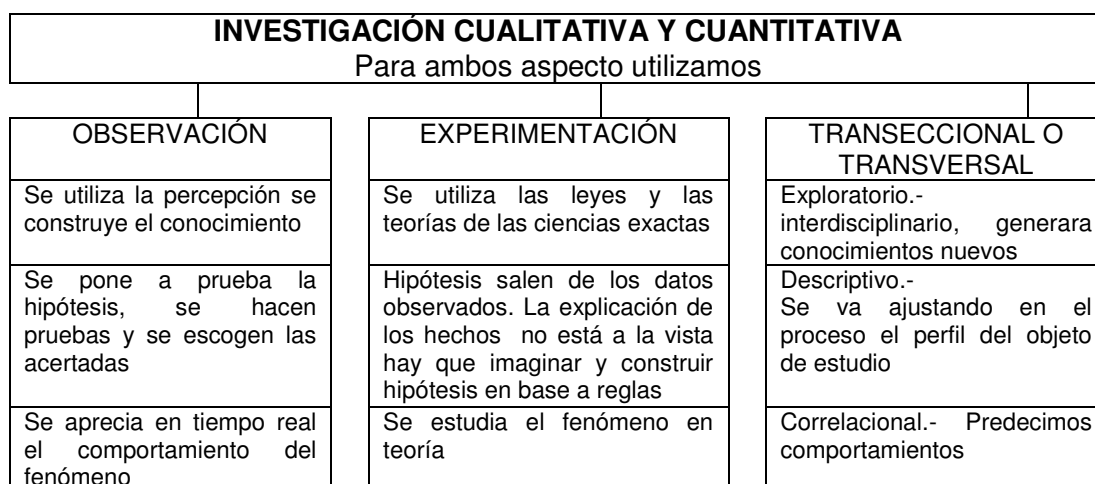 INVESTIGACIÓN CUALITATIVA Y CUANTITATIVA
Para ambos aspecto utilizamos
OBSERVACIÓN
Se utiliza la percepción se
construye el conocimiento
Se pone a prueba la
hipótesis, se hacen
pruebas y se escogen las
acertadas
Se aprecia en tiempo real
el comportamiento del
fenómeno
EXPERIMENTACIÓN
Se utiliza las leyes y las
teorías de las ciencias exactas
Hipótesis salen de los datos
observados. La explicación de
los hechos no está a la vista
hay que imaginar y construir
hipótesis en base a reglas
Se estudia el fenómeno en
teoría
TRANSECCIONAL O
TRANSVERSAL
Exploratorio.-
interdisciplinario, generara
conocimientos nuevos
Descriptivo.-
Se va ajustando en el
proceso el perfil del objeto
de estudio
Correlacional.- Predecimos
comportamientos